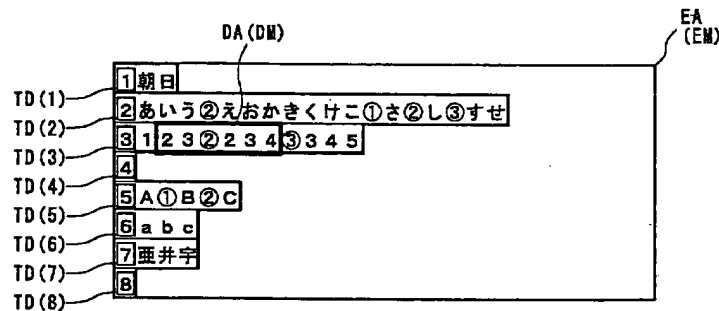 DA(DM)
EA
(EM)
TD(1) 1 朝日
TD(2) 2 あいう②えおかきくけこ①さ②し③すせ
TD(3) 3 1 2 3 ② 2 3 4 ③ 3 4 5
TD(4) 4
TD(5) 5 A①B②C
TD(6) 6 a b c
TD(7) 7 亜井宇
TD(8) 8